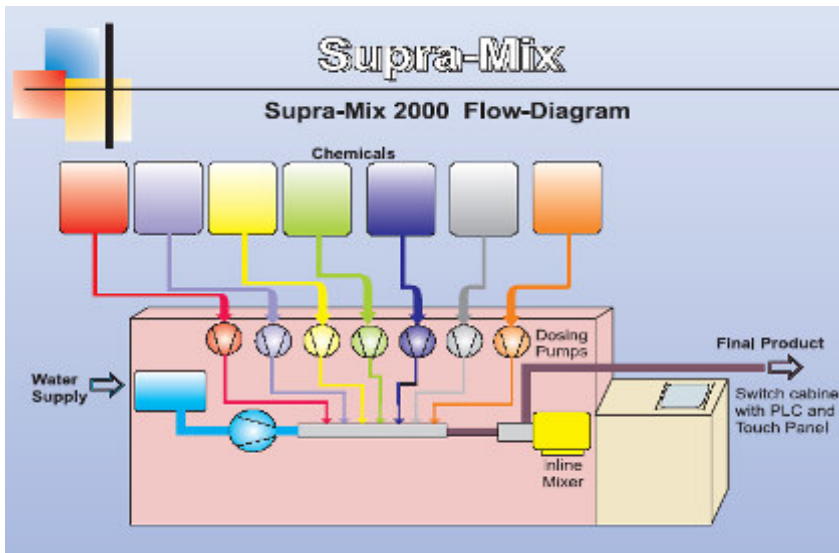 Supra-Mix
Supra-Mix 2000 Flow-Diagram
Chemicals
Dosing
Pumps
Final Product
Water
Supply
Switch cabine
with PLC and
Touch Panel
inline
Mixer